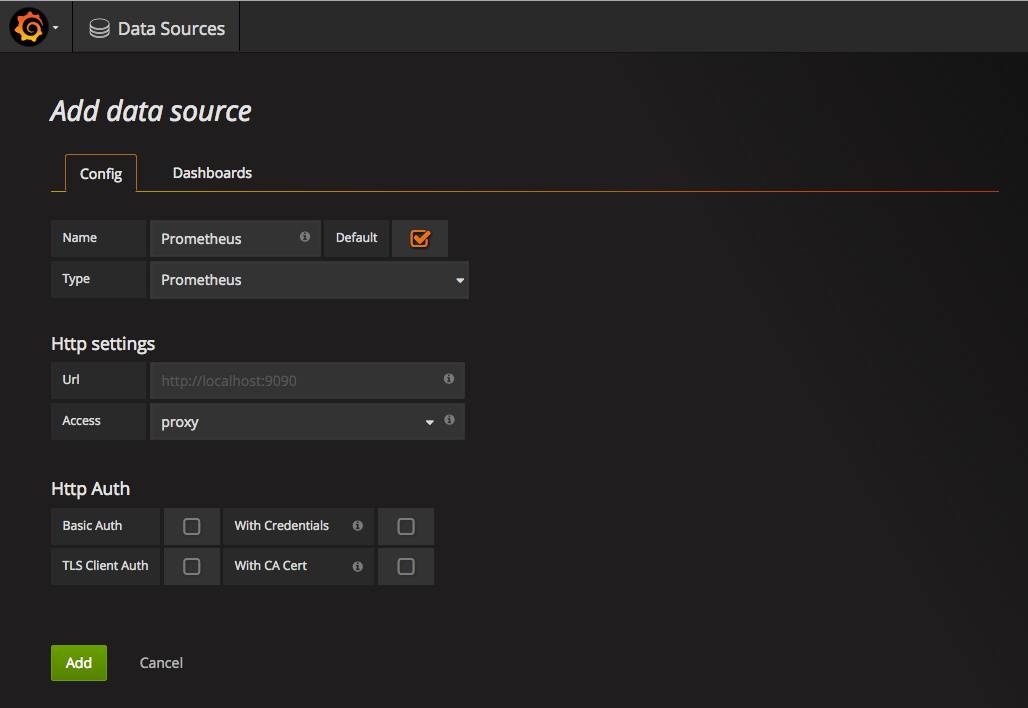 Data Sources
Add data source
Config Dashboards
Name Prometheus Default
Type Prometheus
Http settings
Url http://localhost:9090
Access proxy
Http Auth
Basic Auth With Credentials
TLS Client Auth With CA Cert
Add Cancel